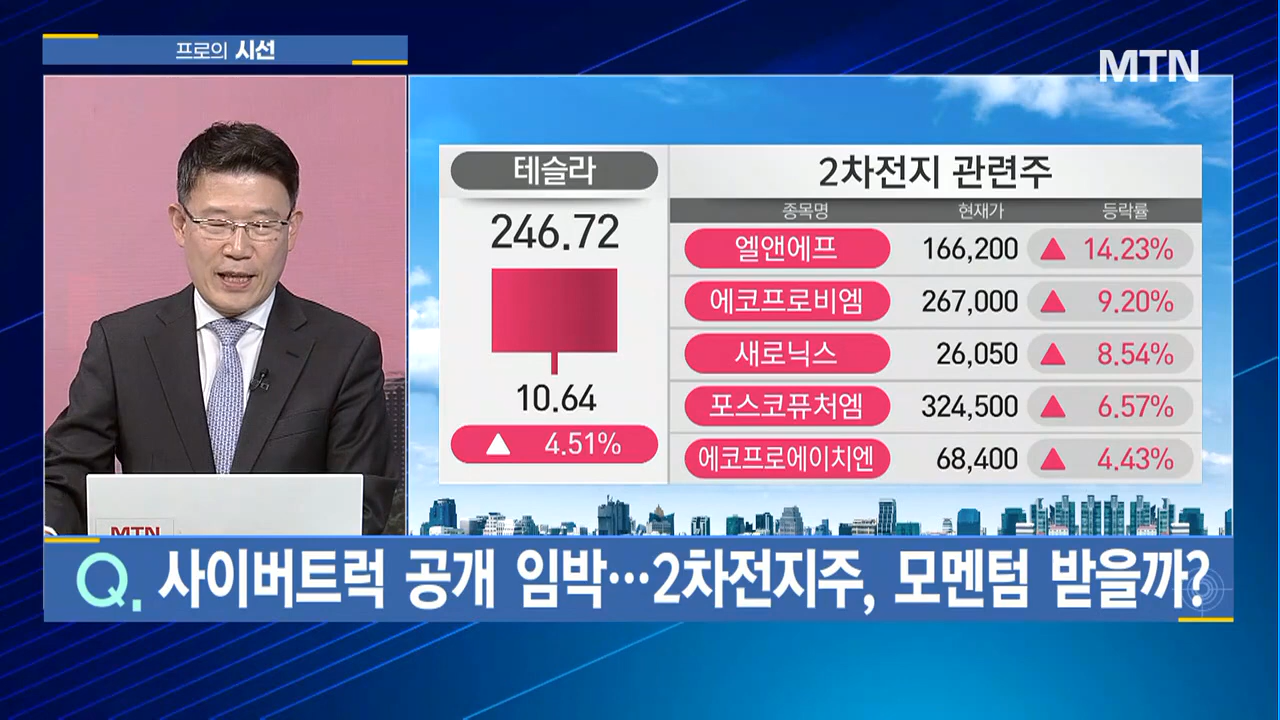 프로의 시선
MTN
테슬라
246.72
10.64
▲ 4.51%
2차전지 관련주
종목명 현재가 등락률
엘앤에프 166,200 ▲ 14.23%
에코프로비엠 267,000 ▲ 9.20%
새로닉스 26,050 ▲ 8.54%
포스코퓨처엠 324,500 ▲ 6.57%
에코프로에이치엔 68,400 ▲ 4.43%
MTN
Q. 사이버트럭 공개 임박…2차전지주, 모멘텀 받을까?